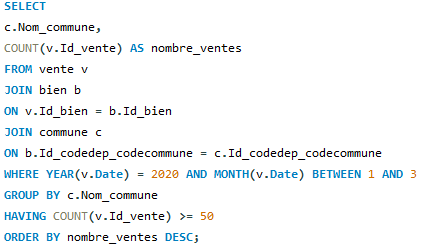 SELECT
c.Nom_commune,
COUNT(v.Id_vente) AS nombre_ventes
FROM vente v
JOIN bien b
ON v.Id_bien = b.Id_bien
JOIN commune c
ON b.Id_codedep_codecommune = c.Id_codedep_codecommune
WHERE YEAR(v.Date) = 2020 AND MONTH(v.Date) BETWEEN 1 AND 3
GROUP BY c.Nom_commune
HAVING COUNT(v.Id_vente) >= 50
ORDER BY nombre_ventes DESC;